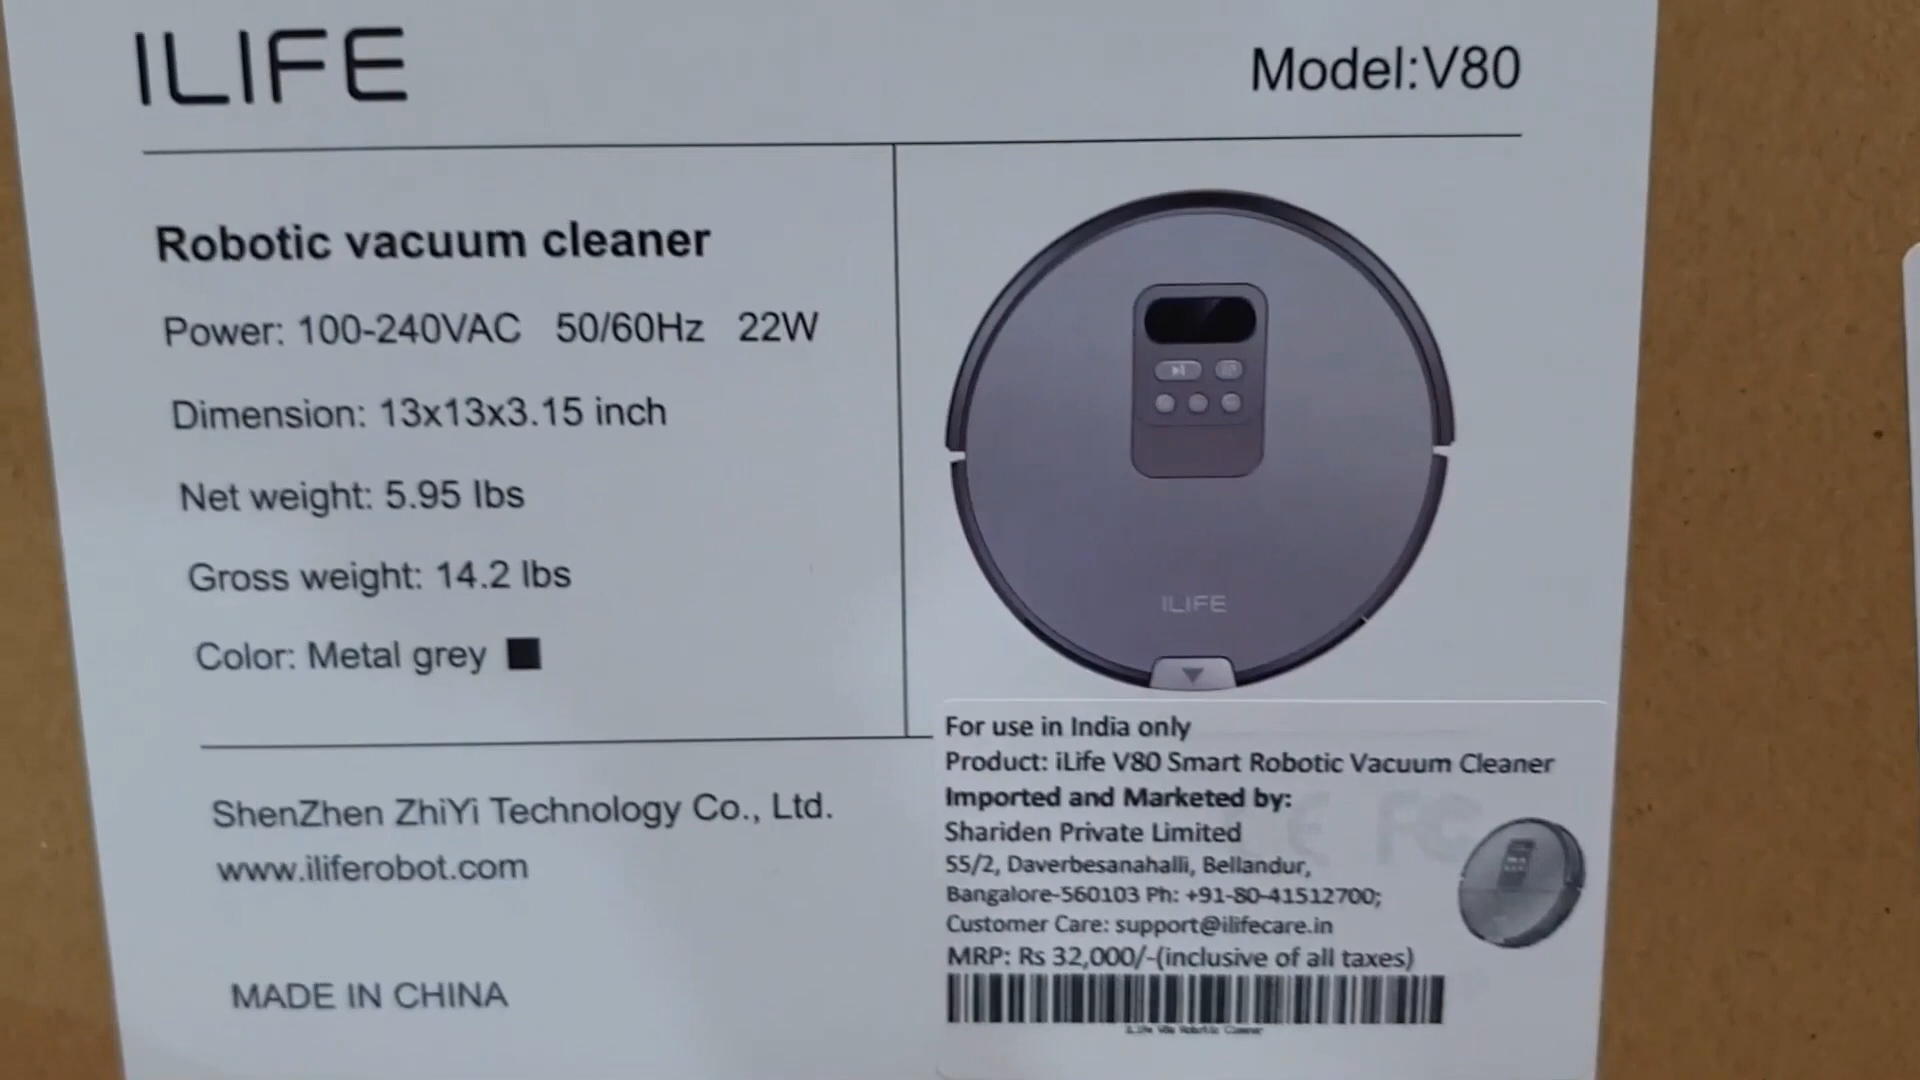 ILIFE
Model:V80
Robotic vacuum cleaner
Power: 100-240VAC 50/60Hz 22W
Dimension: 13x13x3.15 inch
Net weight: 5.95 lbs
Gross weight: 14.2 lbs
Color: Metal grey
ILIFE
ShenZhen ZhiYi Technology Co., Ltd.
www.iliferobot.com
MADE IN CHINA
For use in India only
Product: iLife V80 Smart Robotic Vacuum Cleaner
Imported and Marketed by:
Shariden Private Limited
55/2, Daverbesanahalli, Bellandur,
Bangalore-560103 Ph: +91-80-41512700;
Customer Care: support@ilifecare.in
MRP: Rs 32,000/-(inclusive of all taxes)